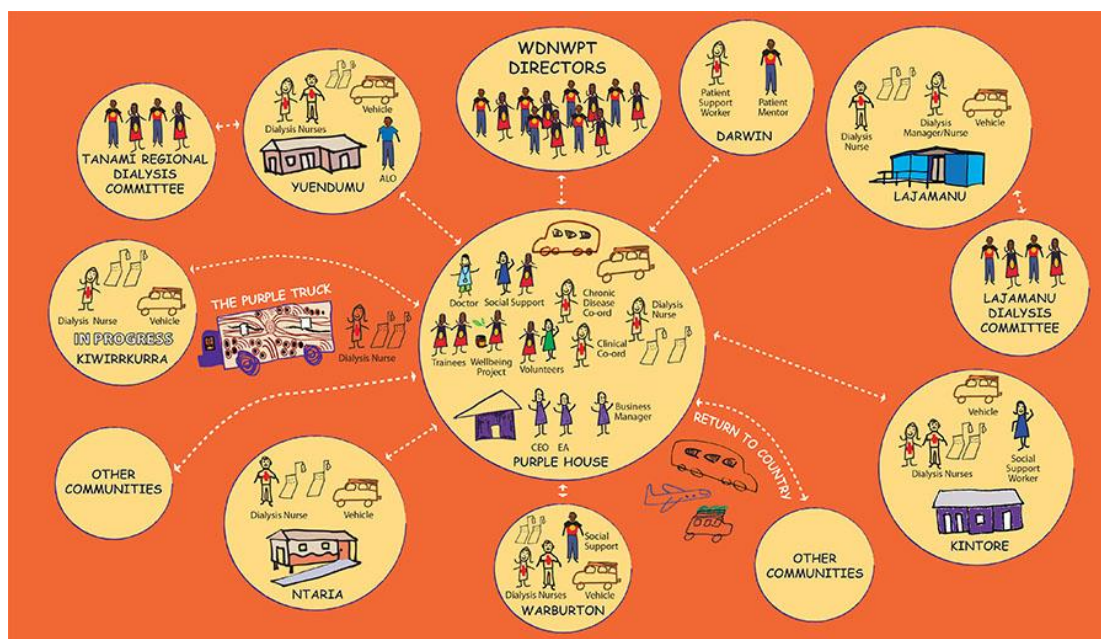 WDNWPT
DIRECTORS
Dialysis Nurses
Vehicle
ALO
YUENDUMU
TANAMI REGIONAL
DIALYSIS
COMMITTEE
Patient
Support
Worker
Patient
Mentor
DARWIN
Dialysis
Nurse
Dialysis
Manager/Nurse
Vehicle
LAJAMANU
LAJAMANU
DIALYSIS
COMMITTEE
Dialysis Nurse
Vehicle
IN PROGRESS
KIWIRRKURRA
THE PURPLE TRUCK
Dialysis Nurse
Doctor
Social Support
Chronic
Disease
Co-ord
Dialysis
Nurse
Trainees
Wellbeing
Project
Volunteers
Clinical
Co-ord
CEO
EA
Business
Manager
PURPLE HOUSE
OTHER
COMMUNITIES
Dialysis Nurse
Vehicle
NTARIA
Social
Support
Dialysis Nurses
Vehicle
WARBURTON
RETURN TO COUNTRY
OTHER
COMMUNITIES
Vehicle
Dialysis Nurses
Social
Support
Worker
KINTORE